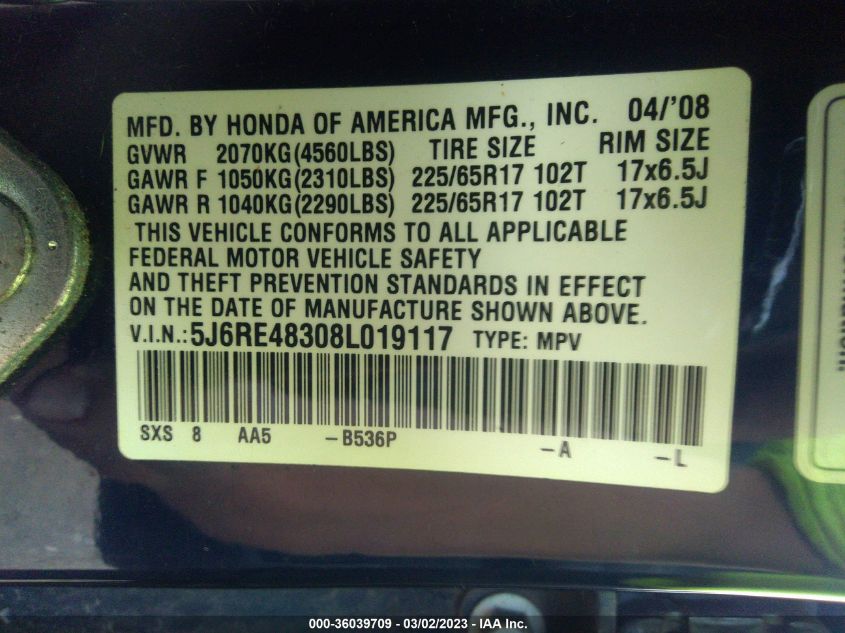 MFD. BY HONDA OF AMERICA MFG., INC. 04/'08
GVWR 2070KG(4560LBS) TIRE SIZE RIM SIZE
GAWR F 1050KG(2310LBS) 225/65R17 102T 17x6.5J
GAWR R 1040KG(2290LBS) 225/65R17 102T 17x6.5J
THIS VEHICLE CONFORMS TO ALL APPLICABLE
FEDERAL MOTOR VEHICLE SAFETY
AND THEFT PREVENTION STANDARDS IN EFFECT
ON THE DATE OF MANUFACTURE SHOWN ABOVE.
V.I.N.: 5J6RE48308L019117 TYPE: MPV
SXS 8 AA5 -B536P -A -L
000-36039709 - 03/02/2023 - IAA Inc.